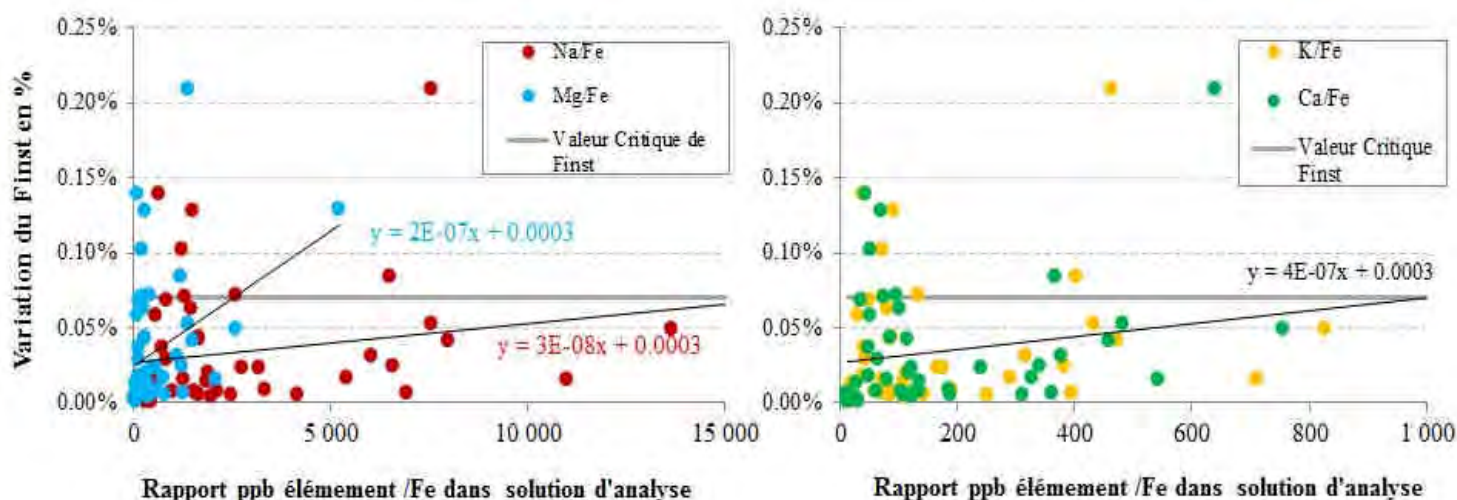 Variation du Finst en %
0.25%
0.20%
0.15%
0.10%
0.05%
0.00%
Na/Fe
Mg/Fe
Valeur Critique de
Finst
y = 2E-07x + 0.0003
y = 3E-08x + 0.0003
0
5 000
10 000
15 000
Rapport ppb élémement /Fe dans solution d'analyse
0.25%
0.20%
0.15%
0.10%
0.05%
0.00%
K/Fe
Ca/Fe
Valeur Critique
Finst
y = 4E-07x + 0.0003
0
200
400
600
800
1 000
Rapport ppb élémement /Fe dans solution d'analyse